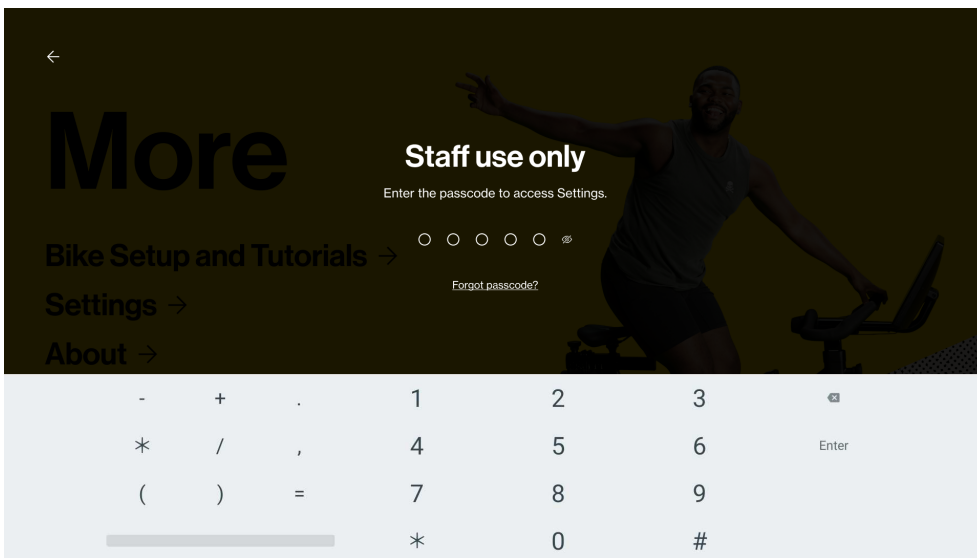 More
Staff use only
Enter the passcode to access Settings.
Bike Setup and Tutorials →
Forgot passcode?
Settings →
About →
- + . 1 2 3
* / , 4 5 6 Enter
( ) = 7 8 9
* 0 #